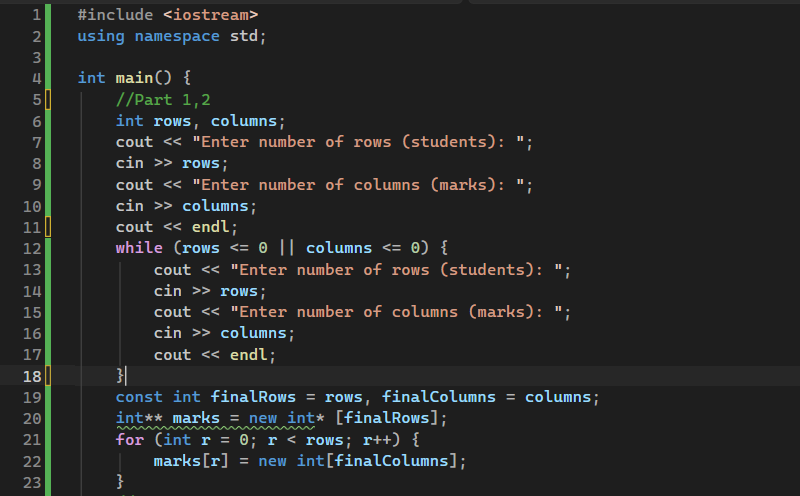 1 #include <iostream>
2 using namespace std;
3
4 int main() {
5     //Part 1,2
6     int rows, columns;
7     cout << "Enter number of rows (students): ";
8     cin >> rows;
9     cout << "Enter number of columns (marks): ";
10     cin >> columns;
11     cout << endl;
12     while (rows <= 0 || columns <= 0) {
13         cout << "Enter number of rows (students): ";
14         cin >> rows;
15         cout << "Enter number of columns (marks): ";
16         cin >> columns;
17         cout << endl;
18     }
19     const int finalRows = rows, finalColumns = columns;
20     int** marks = new int* [finalRows];
21     for (int r = 0; r < rows; r++) {
22         marks[r] = new int[finalColumns];
23     }